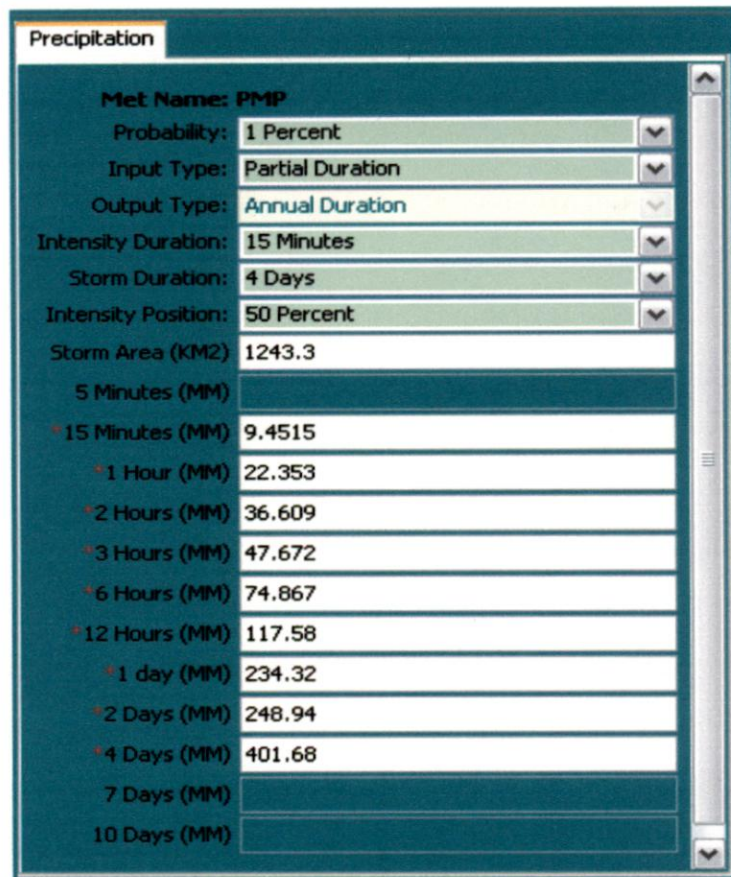 Precipitation
Met Name: PMP
Probability: 1 Percent
Input Type: Partial Duration
Output Type: Annual Duration
Intensity Duration: 15 Minutes
Storm Duration: 4 Days
Intensity Position: 50 Percent
Storm Area (KM2) 1243.3
5 Minutes (MM)
*15 Minutes (MM) 9.4515
*1 Hour (MM) 22.353
*2 Hours (MM) 36.609
*3 Hours (MM) 47.672
*6 Hours (MM) 74.867
*12 Hours (MM) 117.58
*1 day (MM) 234.32
*2 Days (MM) 248.94
*4 Days (MM) 401.68
7 Days (MM)
10 Days (MM)